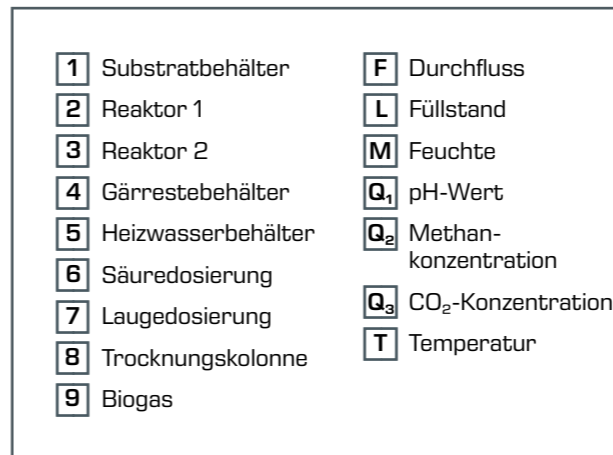 1 Substratbehälter
2 Reaktor 1
3 Reaktor 2
4 Gärrestebehälter
5 Heizwasserbehälter
6 Säuredosierung
7 Laugedosierung
8 Trocknungskolonne
9 Biogas
F Durchfluss
L Füllstand
M Feuchte
Q₁ pH-Wert
Q₂ Methan-
konzentration
Q₃ CO₂-Konzentration
T Temperatur